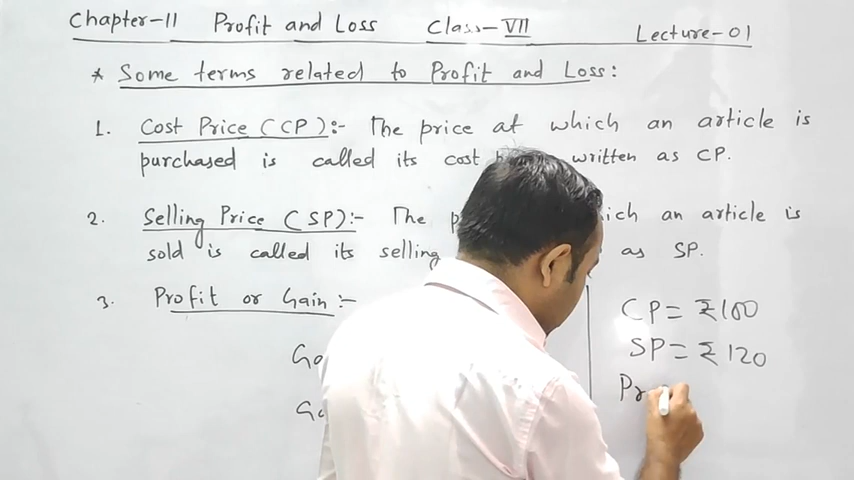 Chapter-11 Profit and Loss Class-VII Lecture-01
* Some terms related to Profit and Loss:
1. Cost Price (CP):- The price at which an article is
purchased is called its cost written as CP.
2. Selling Price (SP):- The an article is
sold is called its selling as SP.
3. Profit or Gain:-
CP = ₹100
SP = ₹120